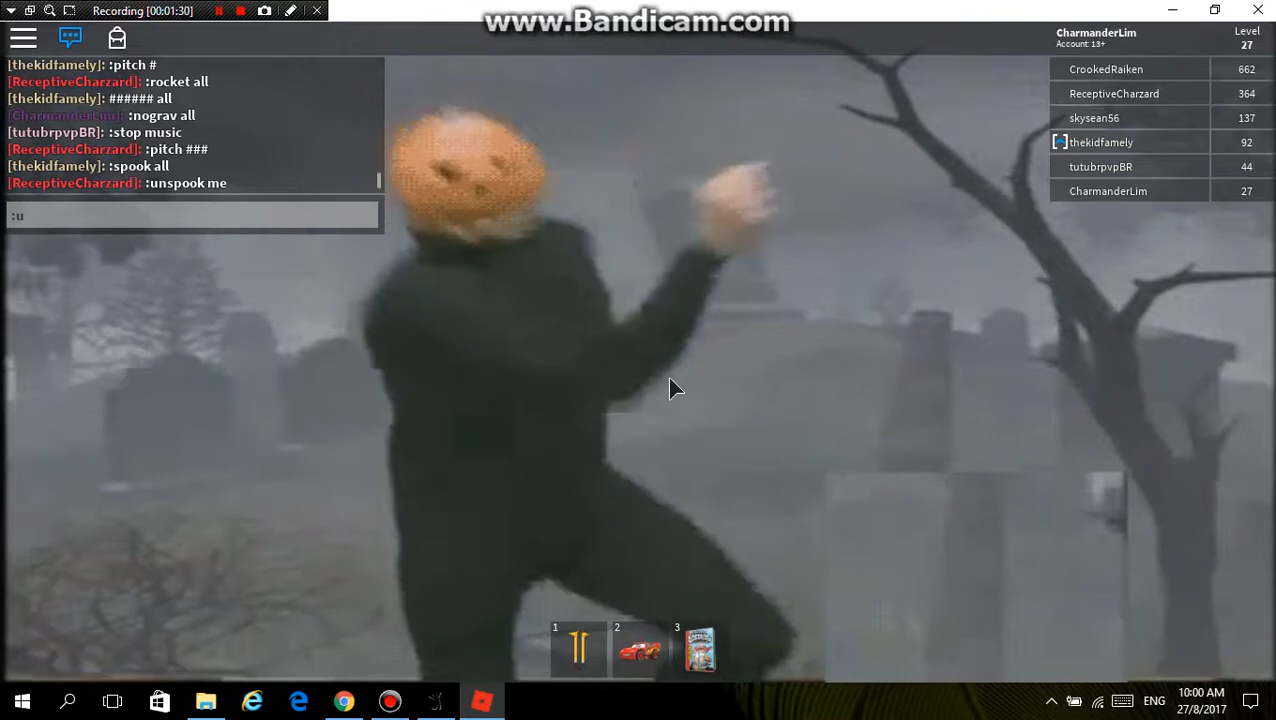 Recording [00:01:30]
www.Bandicam.com
CharmanderLim
Account: 13+
Level
27
[thekidfamely]: :pitch #
[ReceptiveCharzard]: :rocket all
[thekidfamely]: ###### all
[CharmanderLim]: :nograv all
[tutubrpvpBR]: :stop music
[ReceptiveCharzard]: :pitch ###
[thekidfamely]: :spook all
[ReceptiveCharzard]: :unspook me
:u
CrookedRaiken 662
ReceptiveCharzard 364
skysean56 137
thekidfamely 92
tutubrpvpBR 44
CharmanderLim 27
1 2 3
ENG
10:00 AM
27/8/2017